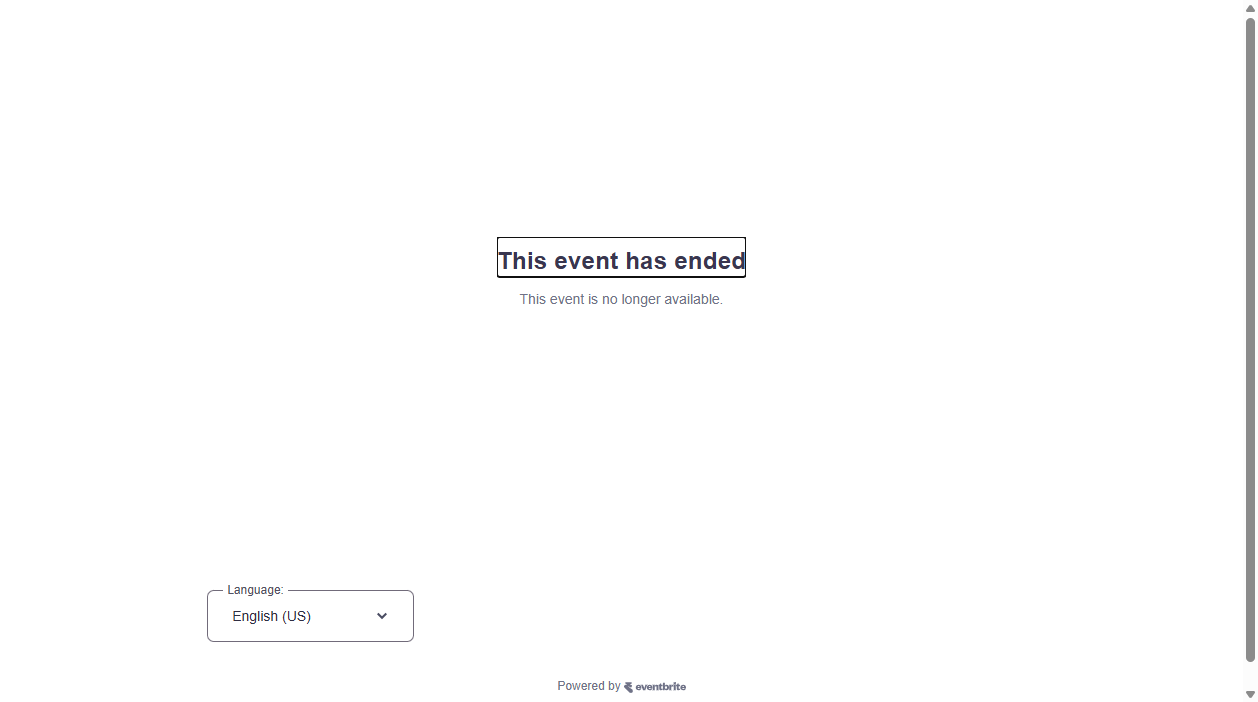 This event has ended
This event is no longer available.
Language:
English (US)
Powered by eventbrite